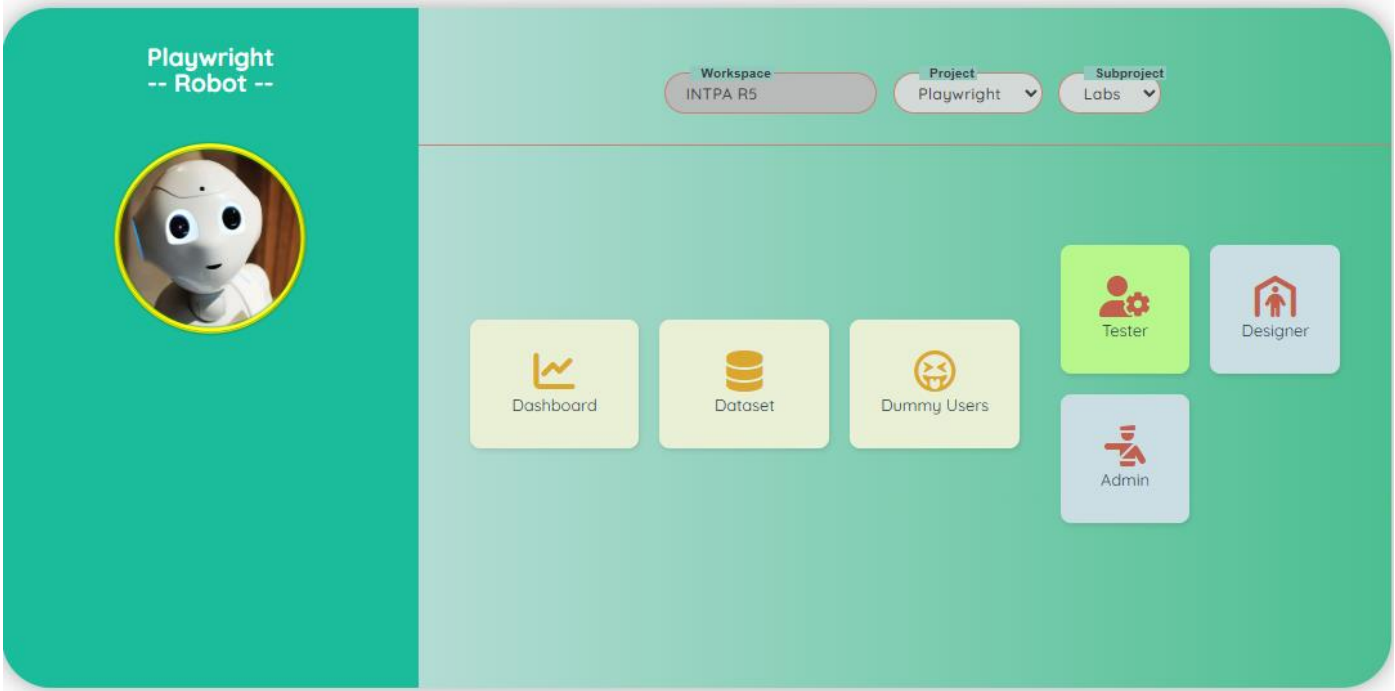 Playwright
-- Robot --
Workspace
INTPA R5
Project
Playwright
Subproject
Labs
Dashboard
Dataset
Dummy Users
Tester
Designer
Admin